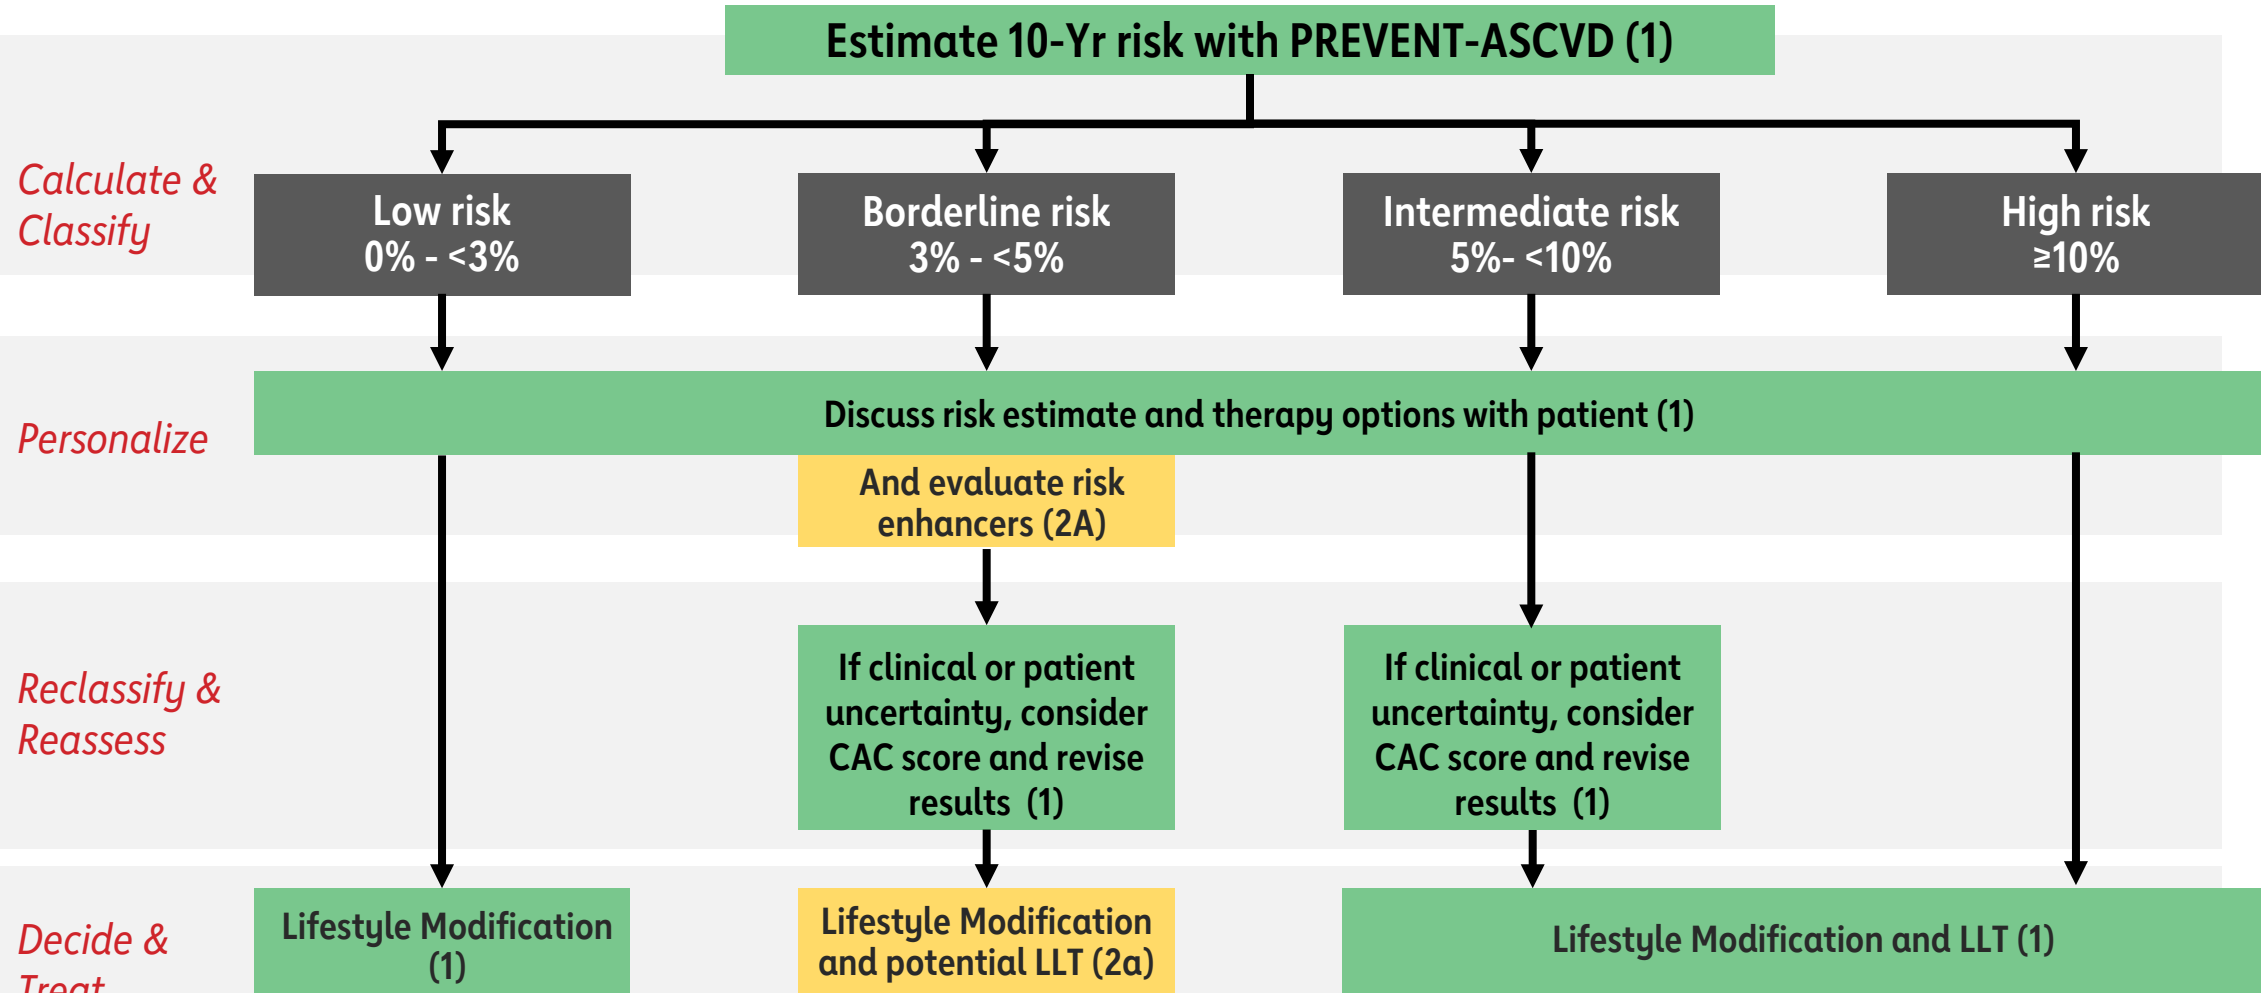 Estimate 10-Yr risk with PREVENT-ASCVD (1)
Calculate &
Classify
Low risk
0% - <3%
Borderline risk
3% - <5%
Intermediate risk
5%- <10%
High risk
≥10%
Personalize
Discuss risk estimate and therapy options with patient (1)
And evaluate risk
enhancers (2A)
Reclassify &
Reassess
If clinical or patient
uncertainty, consider
CAC score and revise
results (1)
If clinical or patient
uncertainty, consider
CAC score and revise
results (1)
Decide &
Treat
Lifestyle Modification
(1)
Lifestyle Modification
and potential LLT (2a)
Lifestyle Modification and LLT (1)